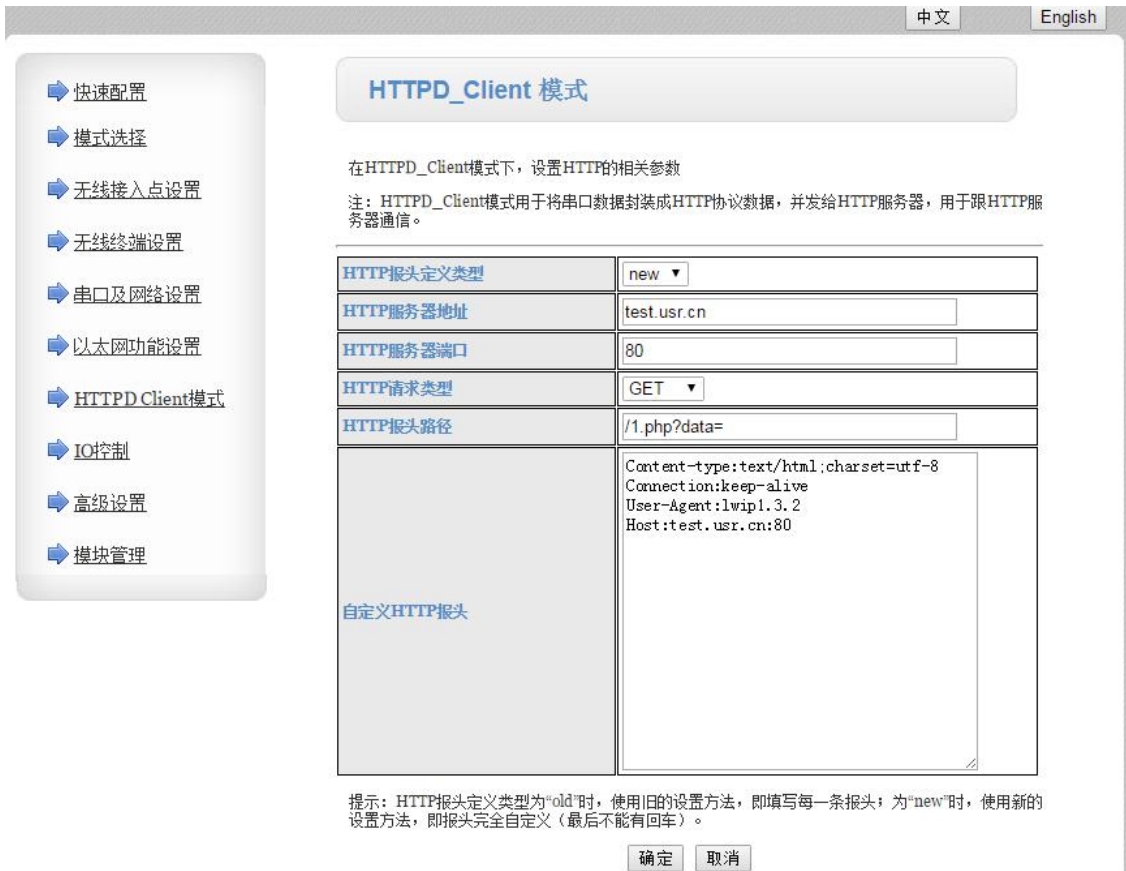 中文 English
快速配置
模式选择
无线接入点设置
无线终端设置
串口及网络设置
以太网功能设置
HTTPD Client模式
IO控制
高级设置
模块管理
HTTPD_Client 模式
在HTTPD_Client模式下，设置HTTP的相关参数
注：HTTPD_Client模式用于将串口数据封装成HTTP协议数据，并发给HTTP服务器，用于跟HTTP服
务器通信。
HTTP报头定义类型 new
HTTP服务器地址 test.usr.cn
HTTP服务器端口 80
HTTP请求类型 GET
HTTP报头路径 /1.php?data=
自定义HTTP报头
Content-type:text/html;charset=utf-8
Connection:keep-alive
User-Agent:lwip1.3.2
Host:test.usr.cn:80
提示：HTTP报头定义类型为“old”时，使用旧的设置方法，即填写每一条报头；为“new”时，使用新的
设置方法，即报头完全自定义（最后不能有回车）。
确定 取消